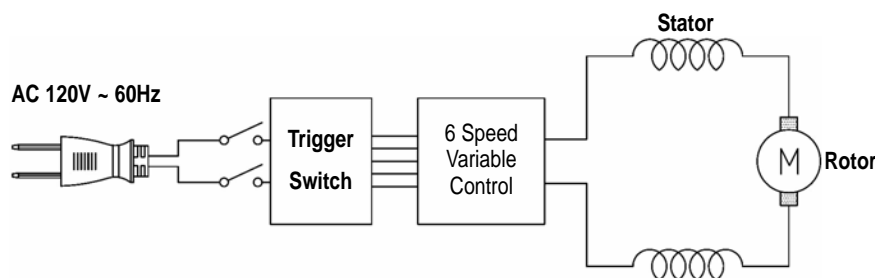 Stator
AC 120V ~ 60Hz
Trigger
Switch
6 Speed
Variable
Control
M
Rotor